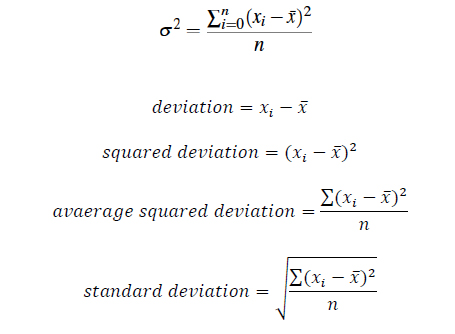 σ² = Σⁿᵢ₌₀(xᵢ − x̄)² / n
deviation = xᵢ − x̄
squared deviation = (xᵢ − x̄)²
avaerage squared deviation = Σ(xᵢ − x̄)² / n
standard deviation = √(Σ(xᵢ − x̄)² / n)